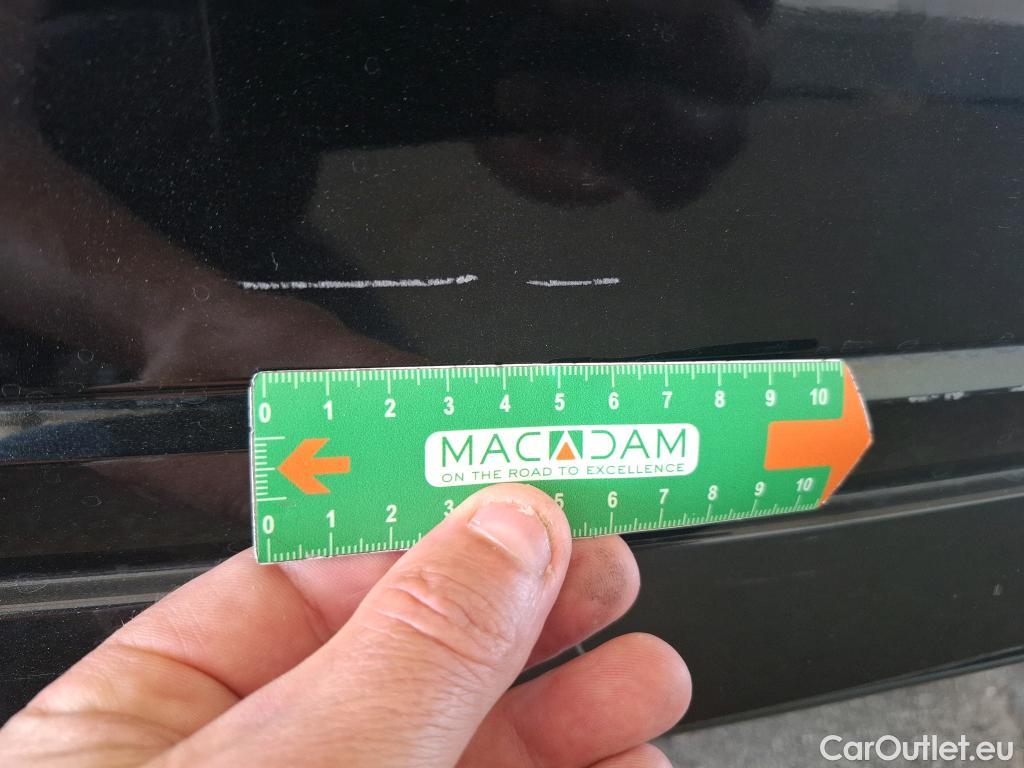 0 1 2 3 4 5 6 7 8 9 10
MACADAM
ON THE ROAD TO EXCELLENCE
0 1 2 3 5 6 7 8 9 10
CarOutlet.eu